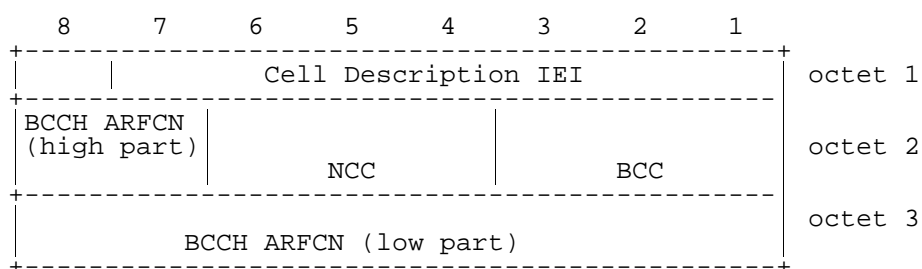 8 7 6 5 4 3 2 1
Cell Description IEI octet 1
BCCH ARFCN
(high part) octet 2
NCC BCC
octet 3
BCCH ARFCN (low part)